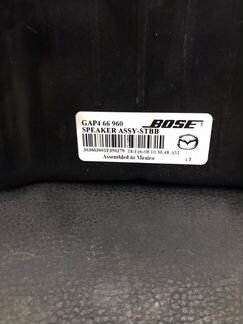 GAP4 66 960 BOSE
SPEAKER ASSY-STBB
Assembled in Mexico